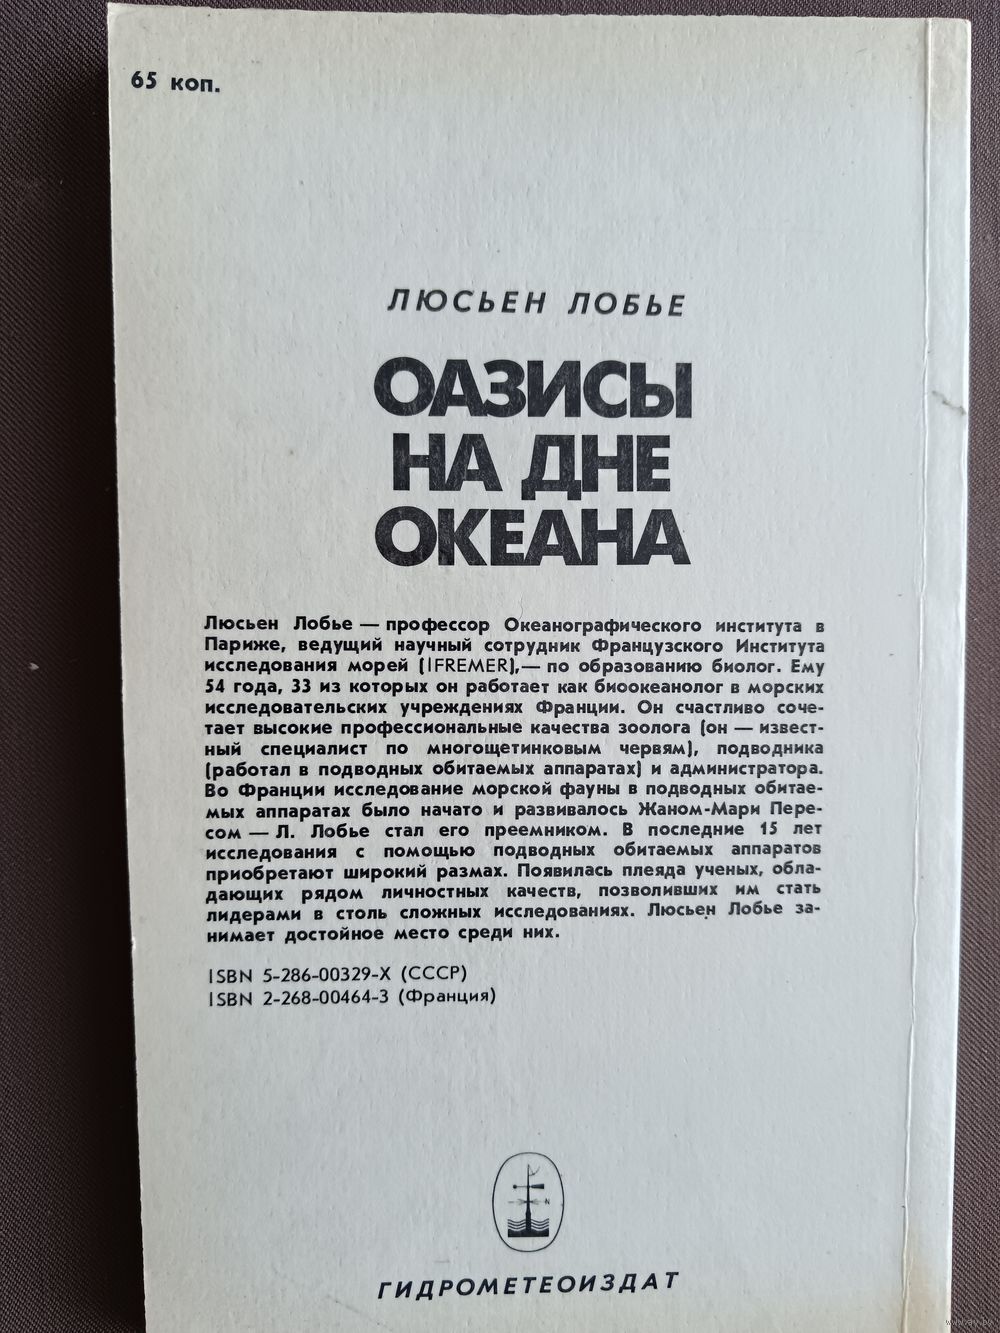 65 коп.
ЛЮСЬЕН ЛОБЬЕ
ОАЗИСЫ
НА ДНЕ
ОКЕАНА
Люсьен Лобье — профессор Океанографического института в
Париже, ведущий научный сотрудник Французского Института
исследования морей (IFREMER),— по образованию биолог. Ему
54 года, 33 из которых он работает как биоокеанолог в морских
исследовательских учреждениях Франции. Он счастливо соче-
тает высокие профессиональные качества зоолога (он — извест-
ный специалист по многощетинковым червям), подводника
(работал в подводных обитаемых аппаратах) и администратора.
Во Франции исследование морской фауны в подводных обитае-
мых аппаратах было начато и развивалось Жаном-Мари Пере-
сом — Л. Лобье стал его преемником. В последние 15 лет
исследования с помощью подводных обитаемых аппаратов
приобретают широкий размах. Появилась плеяда ученых, обла-
дающих рядом личностных качеств, позволивших им стать
лидерами в столь сложных исследованиях. Люсьен Лобье за-
нимает достойное место среди них.
ISBN 5-286-00329-X (СССР)
ISBN 2-268-00464-3 (Франция)
N
ГИДРОМЕТЕОИЗДАТ